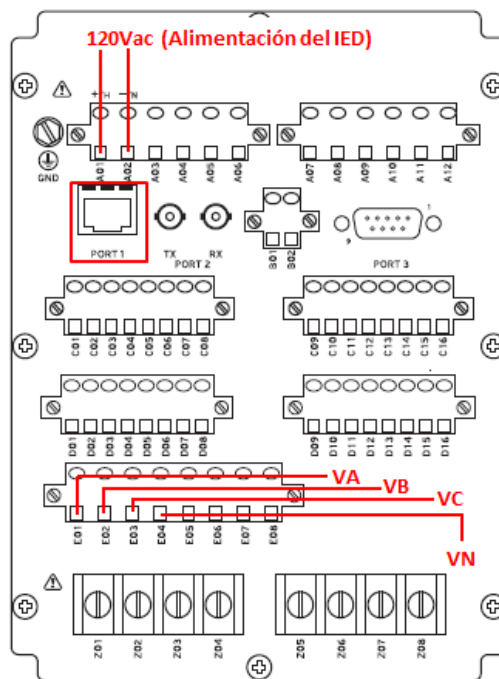 120Vac (Alimentación del IED)
+/H -/N
GND
A01 A02 A03 A04 A05 A06
A07 A08 A09 A10 A11 A12
PORT 1
TX RX
PORT 2
B01 B02
9 1
PORT 3
C01 C02 C03 C04 C05 C06 C07 C08
C09 C10 C11 C12 C13 C14 C15 C16
D01 D02 D03 D04 D05 D06 D07 D08
D09 D10 D11 D12 D13 D14 D15 D16
VA
VB
VC
VN
E01 E02 E03 E04 E05 E06 E07 E08
Z01 Z02 Z03 Z04
Z05 Z06 Z07 Z08